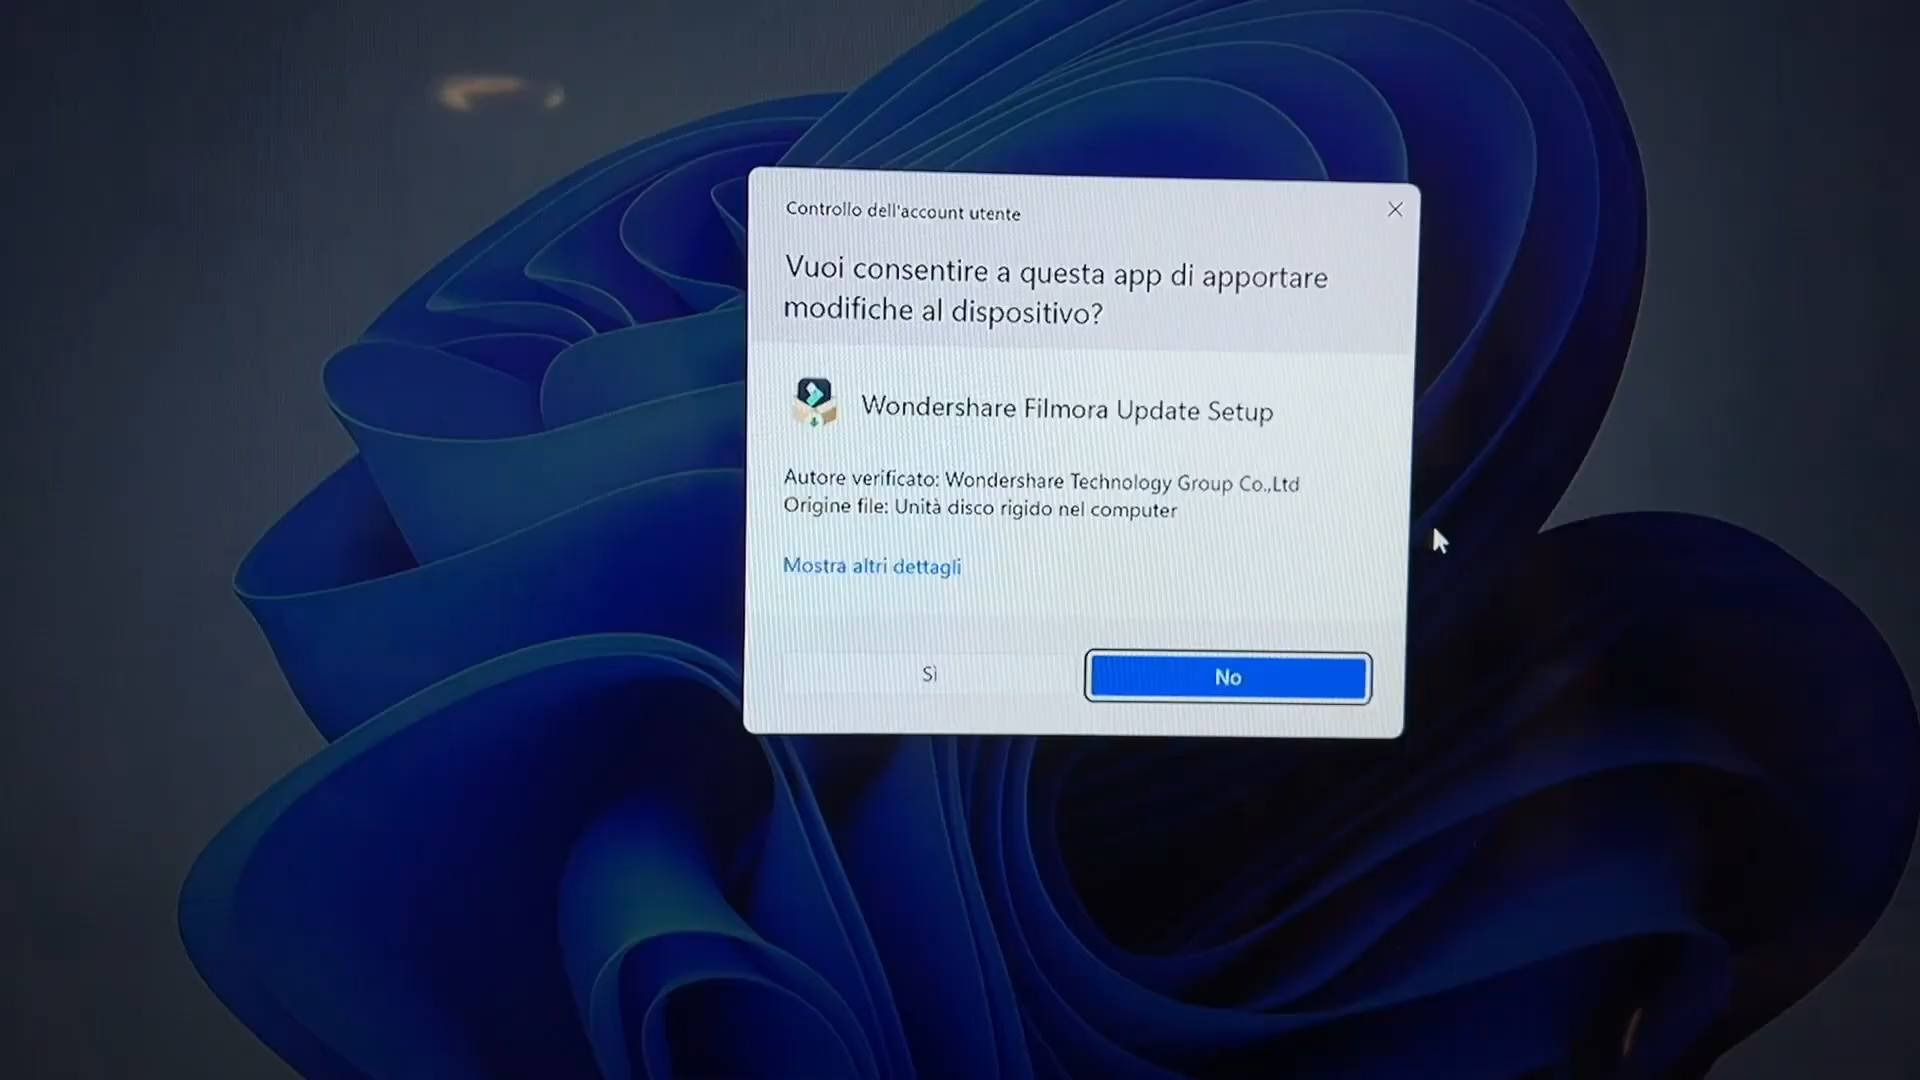 Controllo dell'account utente
Vuoi consentire a questa app di apportare
modifiche al dispositivo?
Wondershare Filmora Update Setup
Autore verificato: Wondershare Technology Group Co.,Ltd
Origine file: Unità disco rigido nel computer
Mostra altri dettagli
Sì
No